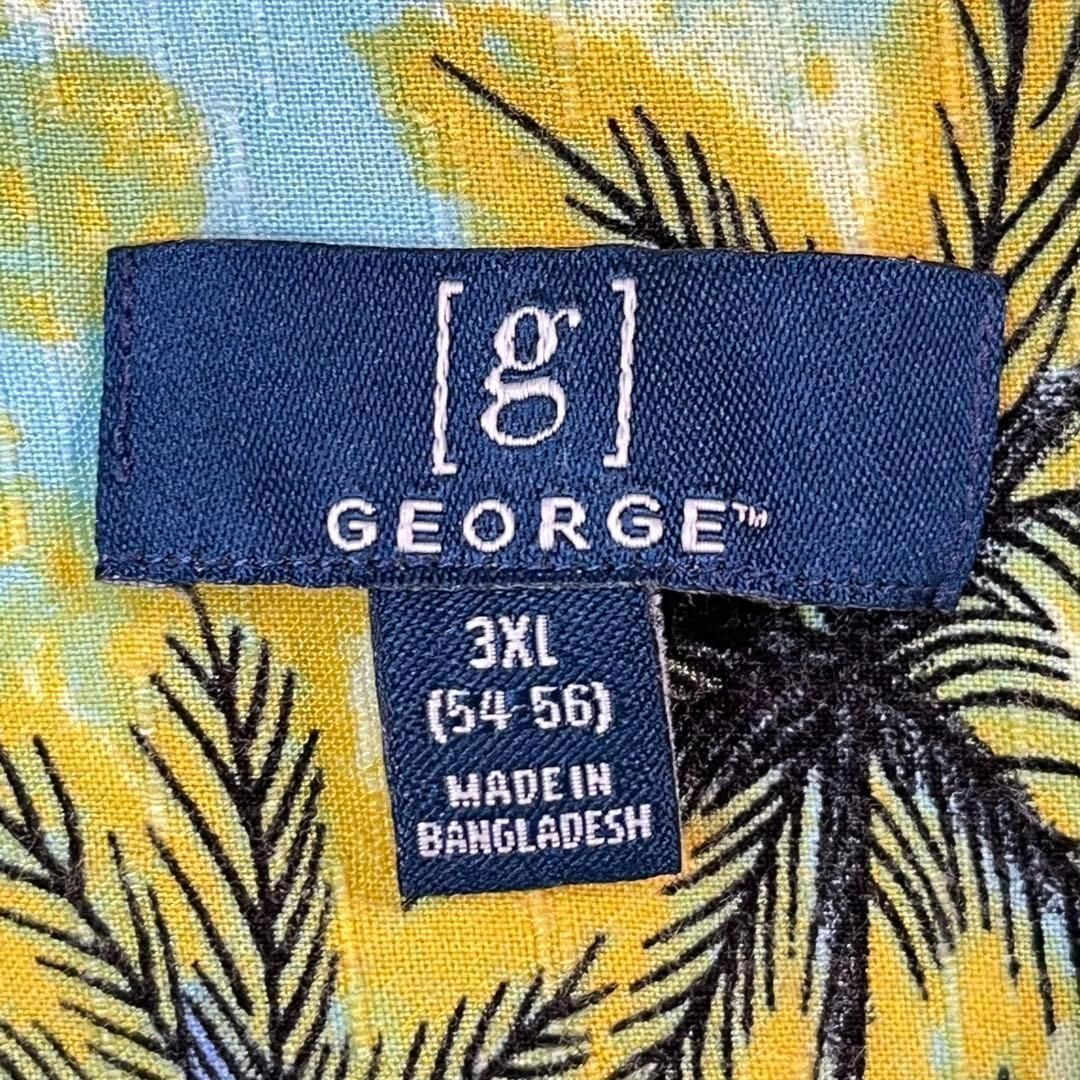 [g]
GEORGE™
3XL
(54-56)
MADE IN
BANGLADESH